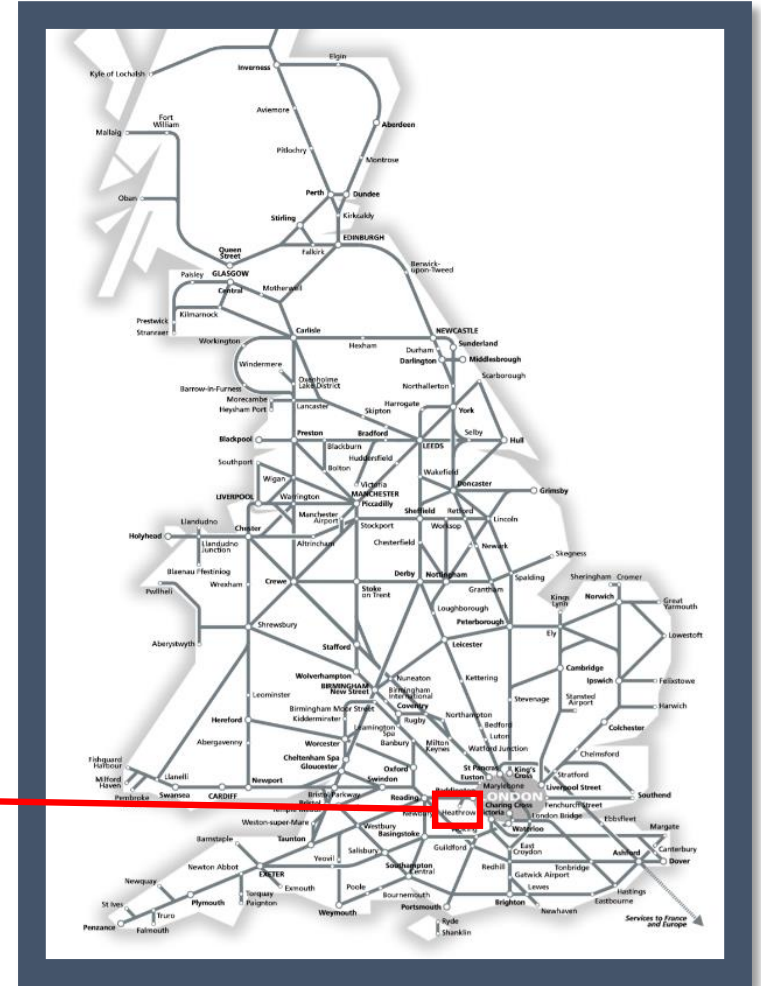 Elgin
Inverness
Kyle of Lochalsh
Aviemore
Fort
William
Mallaig
Aberdeen
Pitlochry
Montrose
Perth
Dundee
Oban
Stirling
Kirkcaldy
EDINBURGH
Queen
Street
Falkirk
Berwick-
upon-Tweed
Paisley
GLASGOW
Central
Motherwell
Prestwick
Kilmarnock
Stranraer
Carlisle
NEWCASTLE
Workington
Hexham
Sunderland
Durham
Darlington
Middlesbrough
Windermere
Scarborough
Oxenholme
Lake District
Barrow-in-Furness
Northallerton
Morecambe
Heysham Port
Lancaster
Harrogate
York
Skipton
Preston
Bradford
Selby
Blackpool
Blackburn
LEEDS
Hull
Huddersfield
Southport
Bolton
Wakefield
Wigan
Victoria
Doncaster
MANCHESTER
Grimsby
LIVERPOOL
Warrington
Piccadilly
Manchester
Airport
Sheffield
Retford
Llandudno
Chester
Stockport
Worksop
Lincoln
Holyhead
Llandudno
Junction
Altrincham
Chesterfield
Newark
Skegness
Blaenau Ffestiniog
Derby
Nottingham
Spalding
Sheringham
Cromer
Pwllheli
Wrexham
Crewe
Stoke
on Trent
Grantham
Kings
Lynn
Norwich
Great
Yarmouth
Loughborough
Shrewsbury
Peterborough
Lowestoft
Aberystwyth
Stafford
Leicester
Ely
Wolverhampton
Cambridge
BIRMINGHAM
New Street
Nuneaton
Kettering
Ipswich
Felixstowe
Birmingham
International
Leominster
Stevenage
Stansted
Airport
Birmingham Moor Street
Coventry
Harwich
Hereford
Kidderminster
Rugby
Northampton
Leamington
Spa
Bedford
Colchester
Abergavenny
Worcester
Banbury
Milton
Keynes
Luton
Watford Junction
Chelmsford
Fishguard
Harbour
Cheltenham Spa
Gloucester
Oxford
St Pancras
King's
Cross
Stratford
Milford
Haven
Llanelli
Newport
Swindon
Euston
Marylebone
Liverpool Street
Pembroke
Swansea
CARDIFF
Bristol Parkway
Reading
LONDON
Southend
Bristol
Charing Cross
Fenchurch Street
Heathrow
London Bridge
Weston-super-Mare
Westbury
Waterloo
Ebbsfleet
Barnstaple
Taunton
Basingstoke
Margate
East
Croydon
Canterbury
Yeovil
Salisbury
Guildford
Ashford
Newton Abbot
Redhill
Tonbridge
Dover
EXETER
Southampton
Central
Gatwick Airport
Newquay
Exmouth
Poole
Lewes
Hastings
Torquay
Paignton
Bournemouth
Eastbourne
St Ives
Plymouth
Portsmouth
Brighton
Newhaven
Weymouth
Truro
Services to France
and Europe
Penzance
Falmouth
Ryde
Shanklin